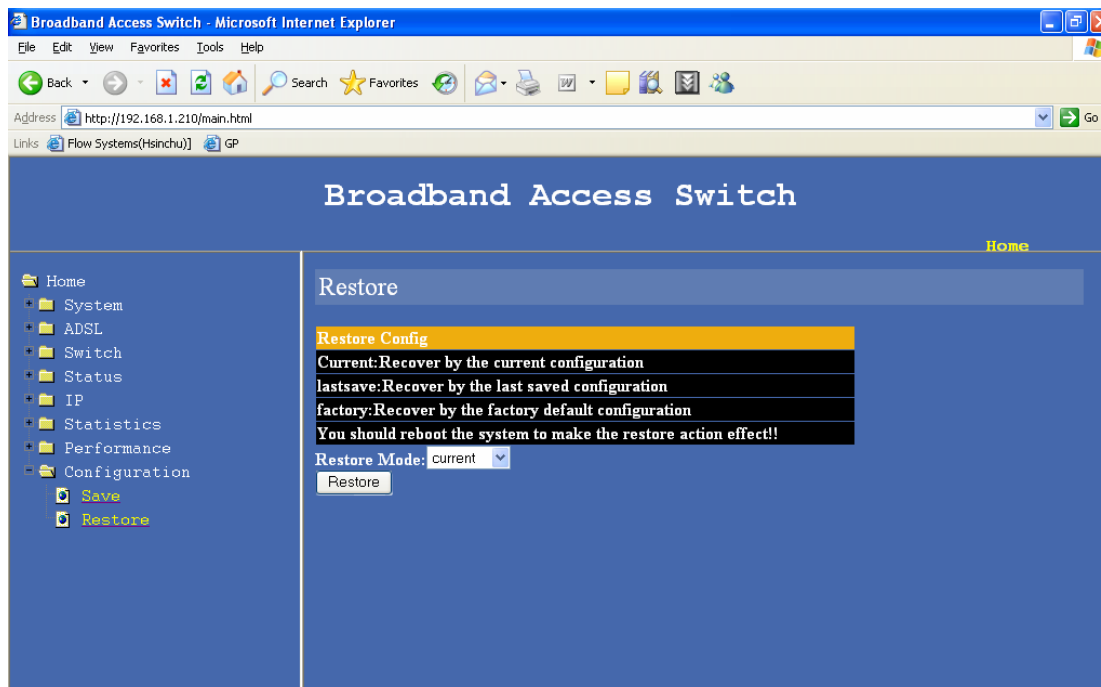 Broadband Access Switch - Microsoft Internet Explorer
File Edit View Favorites Tools Help
Back Search Favorites
Address http://192.168.1.210/main.html Go
Links Flow Systems(Hsinchu)] GP
Broadband Access Switch
Home
Home
System
ADSL
Switch
Status
IP
Statistics
Performance
Configuration
Save
Restore
Restore
Restore Config
Current:Recover by the current configuration
lastsave:Recover by the last saved configuration
factory:Recover by the factory default configuration
You should reboot the system to make the restore action effect!!
Restore Mode: current
Restore